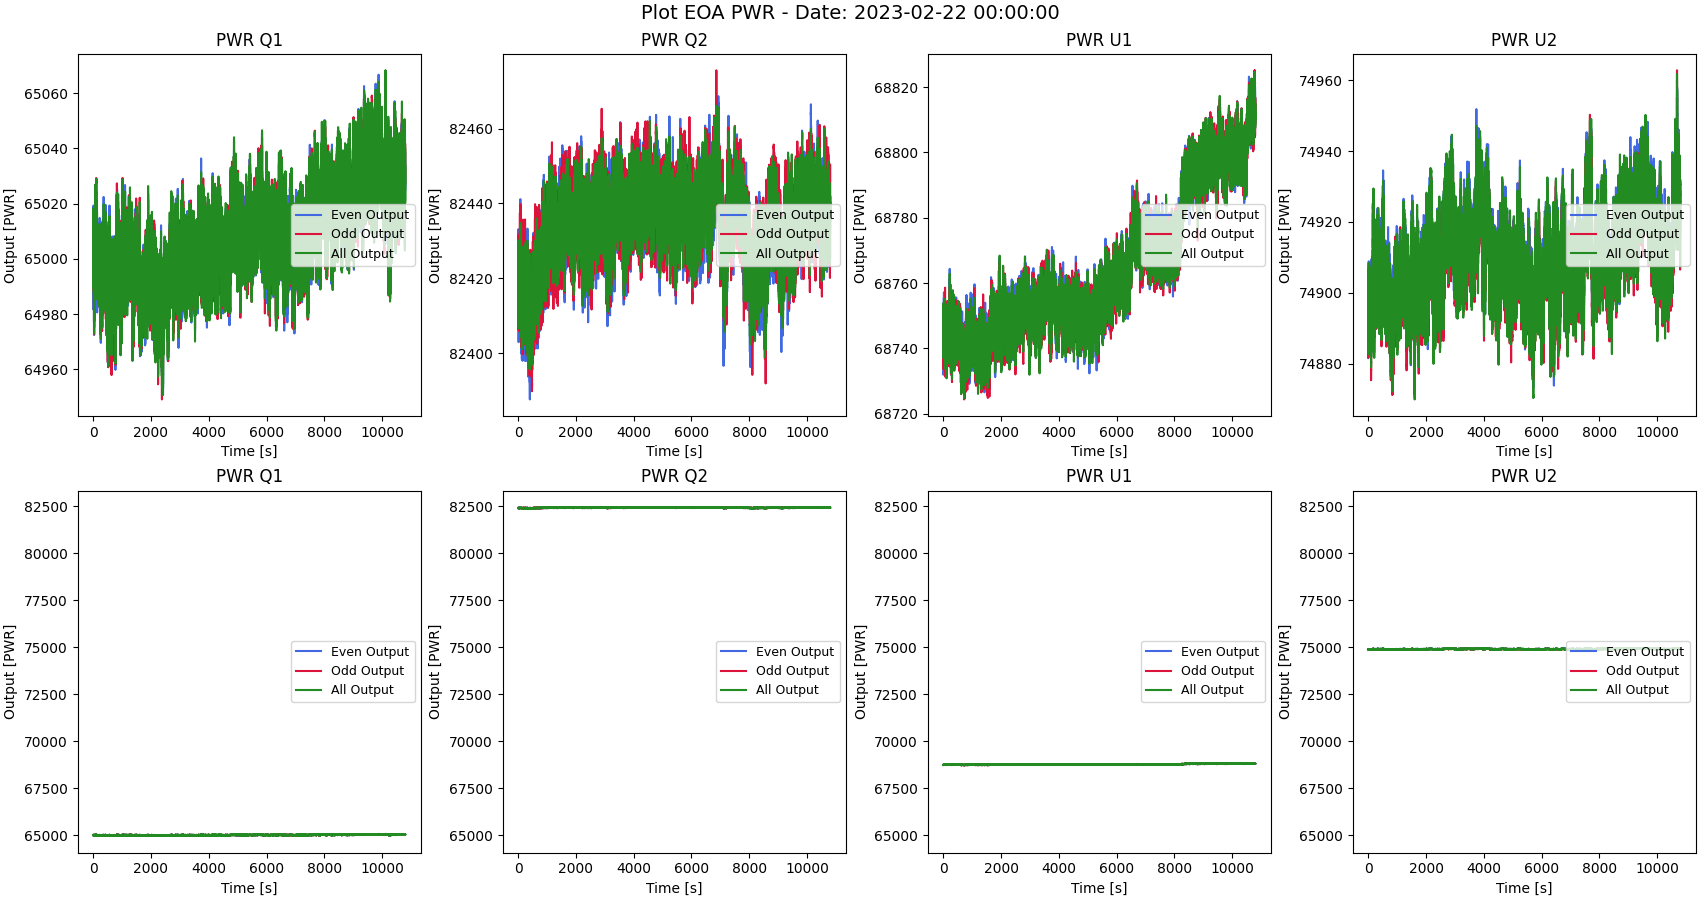 Plot EOA PWR - Date: 2023-02-22 00:00:00
PWR Q1
Output [PWR]
65060
65040
65020
65000
64980
64960
0 2000 4000 6000 8000 10000
Time [s]
Even Output
Odd Output
All Output
PWR Q2
Output [PWR]
82460
82440
82420
82400
0 2000 4000 6000 8000 10000
Time [s]
Even Output
Odd Output
All Output
PWR U1
Output [PWR]
68820
68800
68780
68760
68740
68720
0 2000 4000 6000 8000 10000
Time [s]
Even Output
Odd Output
All Output
PWR U2
Output [PWR]
74960
74940
74920
74900
74880
0 2000 4000 6000 8000 10000
Time [s]
Even Output
Odd Output
All Output
PWR Q1
Output [PWR]
82500
80000
77500
75000
72500
70000
67500
65000
0 2000 4000 6000 8000 10000
Time [s]
Even Output
Odd Output
All Output
PWR Q2
Output [PWR]
82500
80000
77500
75000
72500
70000
67500
65000
0 2000 4000 6000 8000 10000
Time [s]
Even Output
Odd Output
All Output
PWR U1
Output [PWR]
82500
80000
77500
75000
72500
70000
67500
65000
0 2000 4000 6000 8000 10000
Time [s]
Even Output
Odd Output
All Output
PWR U2
Output [PWR]
82500
80000
77500
75000
72500
70000
67500
65000
0 2000 4000 6000 8000 10000
Time [s]
Even Output
Odd Output
All Output